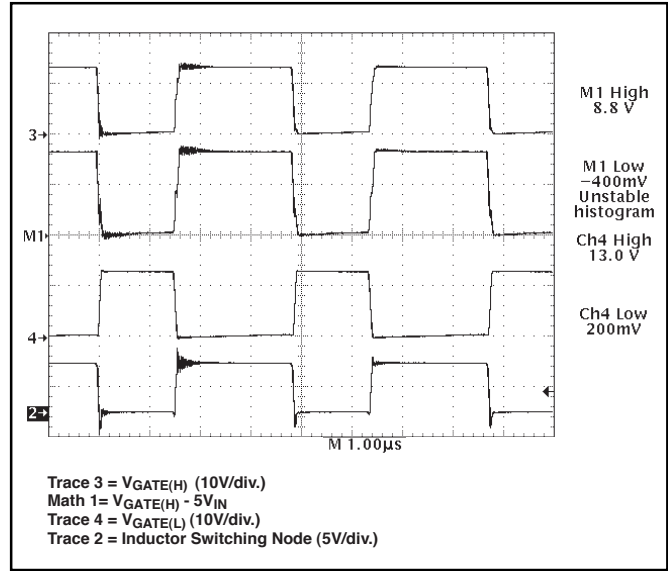 M1 High
8.8 V
3
M1 Low
−400mV
Unstable
histogram
M1
Ch4 High
13.0 V
Ch4 Low
200mV
4
2
M 1.00µs
Trace 3 = VGATE(H) (10V/div.)
Math 1= VGATE(H) - 5VIN
Trace 4 = VGATE(L) (10V/div.)
Trace 2 = Inductor Switching Node (5V/div.)